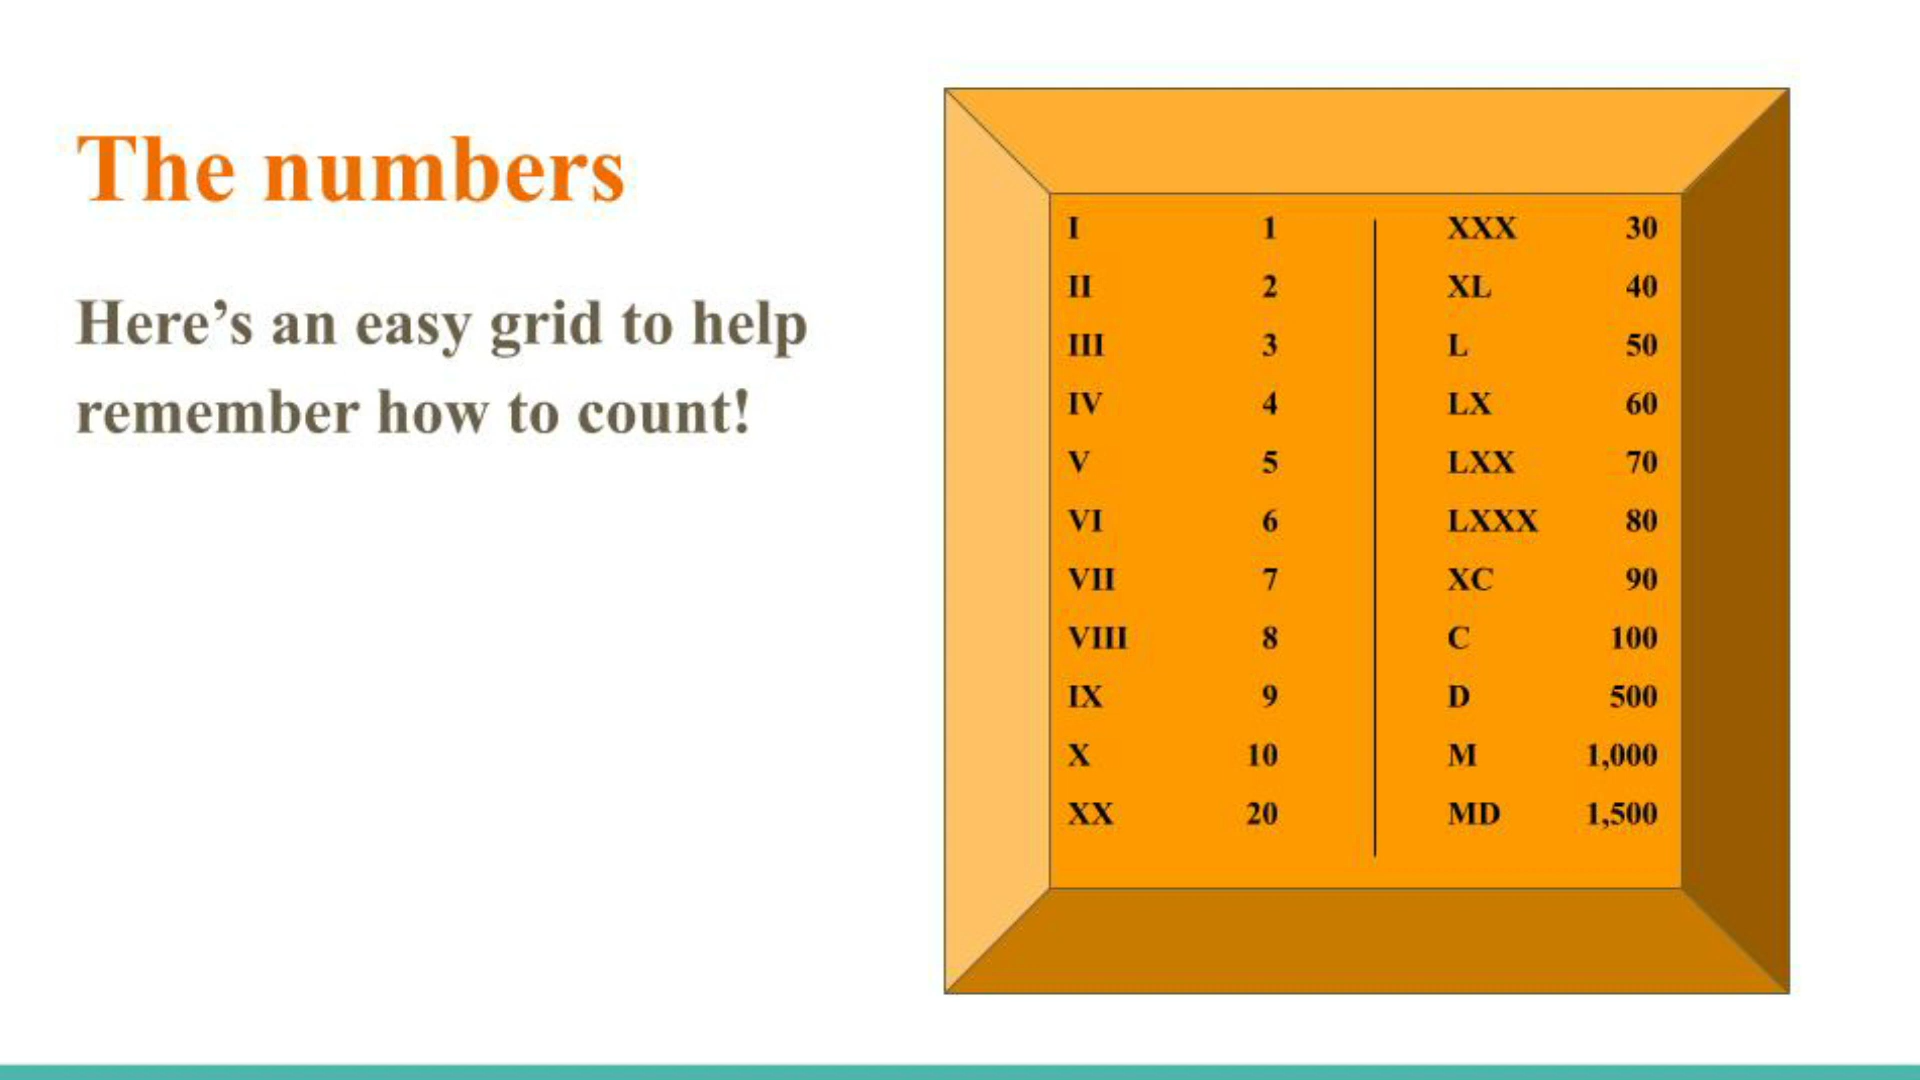 The numbers
Here’s an easy grid to help
remember how to count!
I 1
II 2
III 3
IV 4
V 5
VI 6
VII 7
VIII 8
IX 9
X 10
XX 20
XXX 30
XL 40
L 50
LX 60
LXX 70
LXXX 80
XC 90
C 100
D 500
M 1,000
MD 1,500